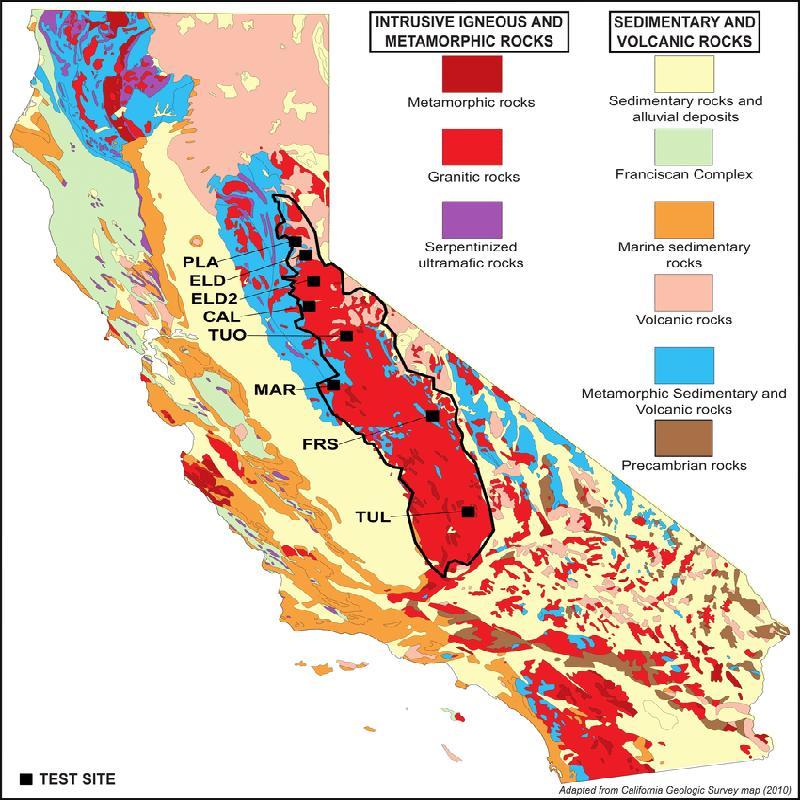 INTRUSIVE IGNEOUS AND
METAMORPHIC ROCKS
Metamorphic rocks
Granitic rocks
Serpentinized
ultramafic rocks
SEDIMENTARY AND
VOLCANIC ROCKS
Sedimentary rocks and
alluvial deposits
Franciscan Complex
Marine sedimentary
rocks
Volcanic rocks
Metamorphic Sedimentary and
Volcanic rocks
Precambrian rocks
PLA
ELD
ELD2
CAL
TUO
MAR
FRS
TUL
TEST SITE
Adapted from California Geologic Survey map (2010)